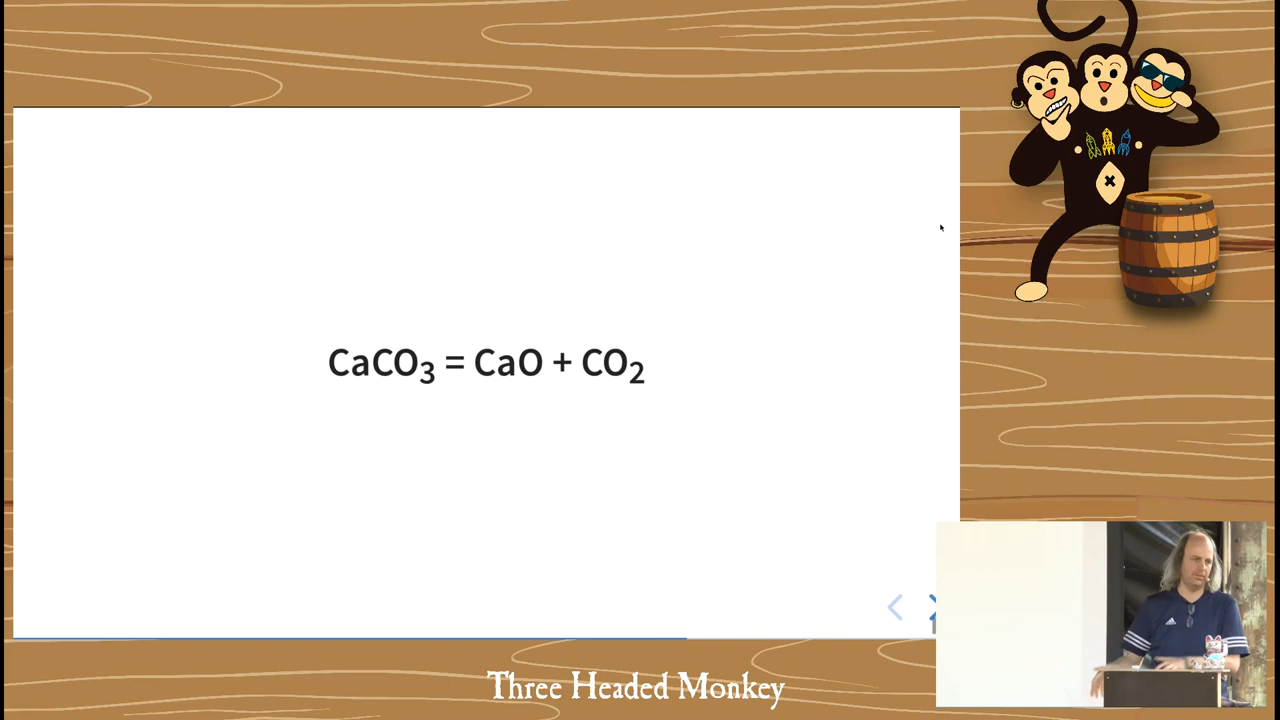 CaCO₃ = CaO + CO₂
Three Headed Monkey